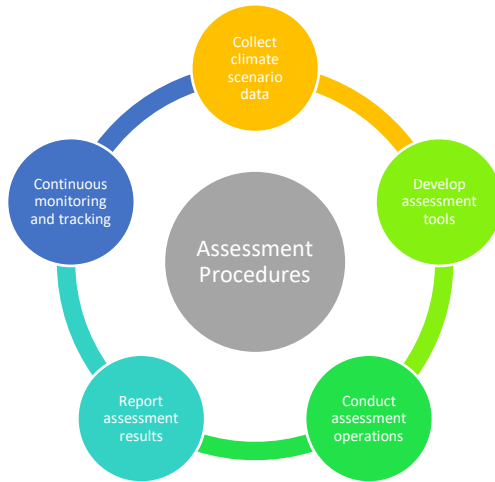 Collect
climate
scenario
data
Develop
assessment
tools
Conduct
assessment
operations
Report
assessment
results
Continuous
monitoring
and tracking
Assessment
Procedures